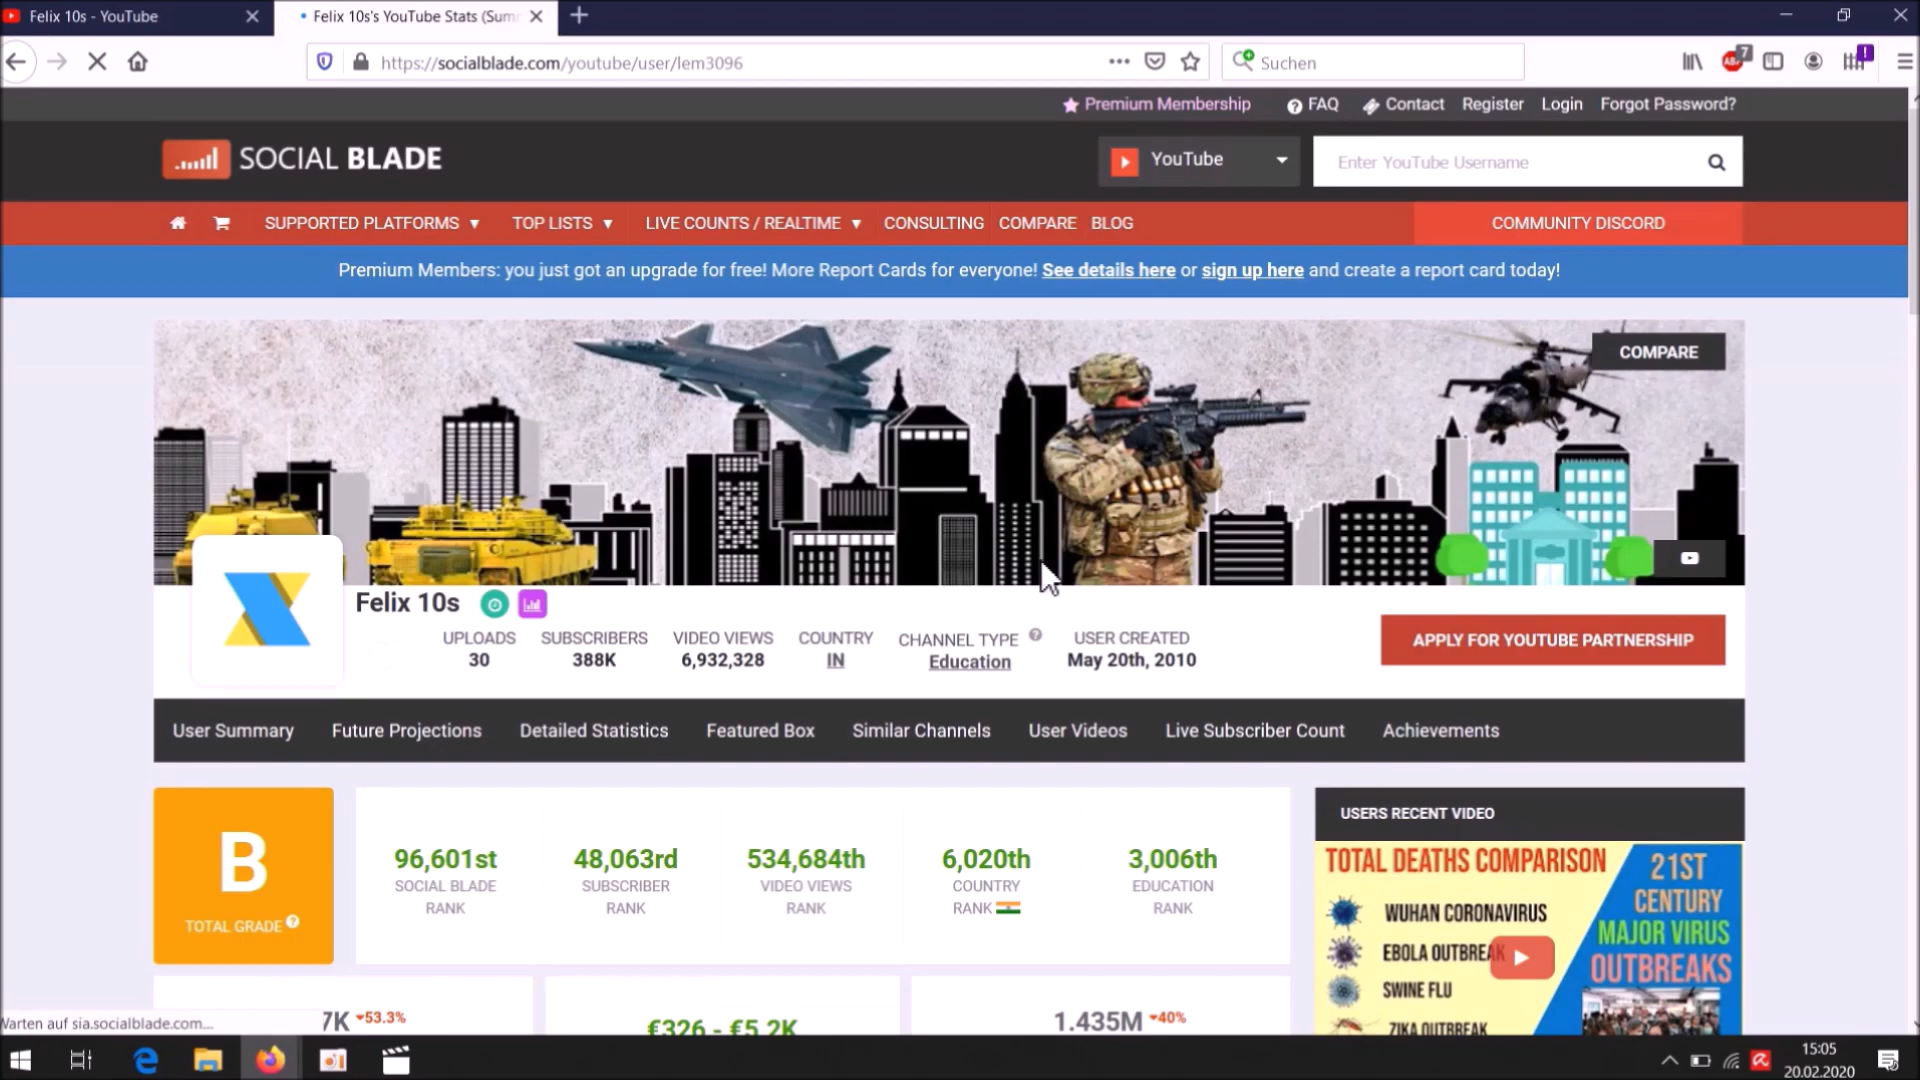 Felix 10s - YouTube
Felix 10s's YouTube Stats (Sum
https://socialblade.com/youtube/user/lem3096
Suchen
7
Premium Membership FAQ Contact Register Login Forgot Password?
SOCIAL BLADE
YouTube
Enter YouTube Username
SUPPORTED PLATFORMS TOP LISTS LIVE COUNTS / REALTIME CONSULTING COMPARE BLOG COMMUNITY DISCORD
Premium Members: you just got an upgrade for free! More Report Cards for everyone! See details here or sign up here and create a report card today!
COMPARE
Felix 10s
UPLOADS SUBSCRIBERS VIDEO VIEWS COUNTRY CHANNEL TYPE USER CREATED
30 388K 6,932,328 IN Education May 20th, 2010
APPLY FOR YOUTUBE PARTNERSHIP
User Summary Future Projections Detailed Statistics Featured Box Similar Channels User Videos Live Subscriber Count Achievements
B
TOTAL GRADE
96,601st 48,063rd 534,684th 6,020th 3,006th
SOCIAL BLADE SUBSCRIBER VIDEO VIEWS COUNTRY EDUCATION
RANK RANK RANK RANK RANK
USERS RECENT VIDEO
TOTAL DEATHS COMPARISON
21ST
CENTURY
MAJOR VIRUS
OUTBREAKS
WUHAN CORONAVIRUS
EBOLA OUTBREAK
SWINE FLU
ZIKA OUTBREAK
7K -53.3%
€326 - €5.2K
1.435M -40%
Warten auf sia.socialblade.com...
15:05
20.02.2020